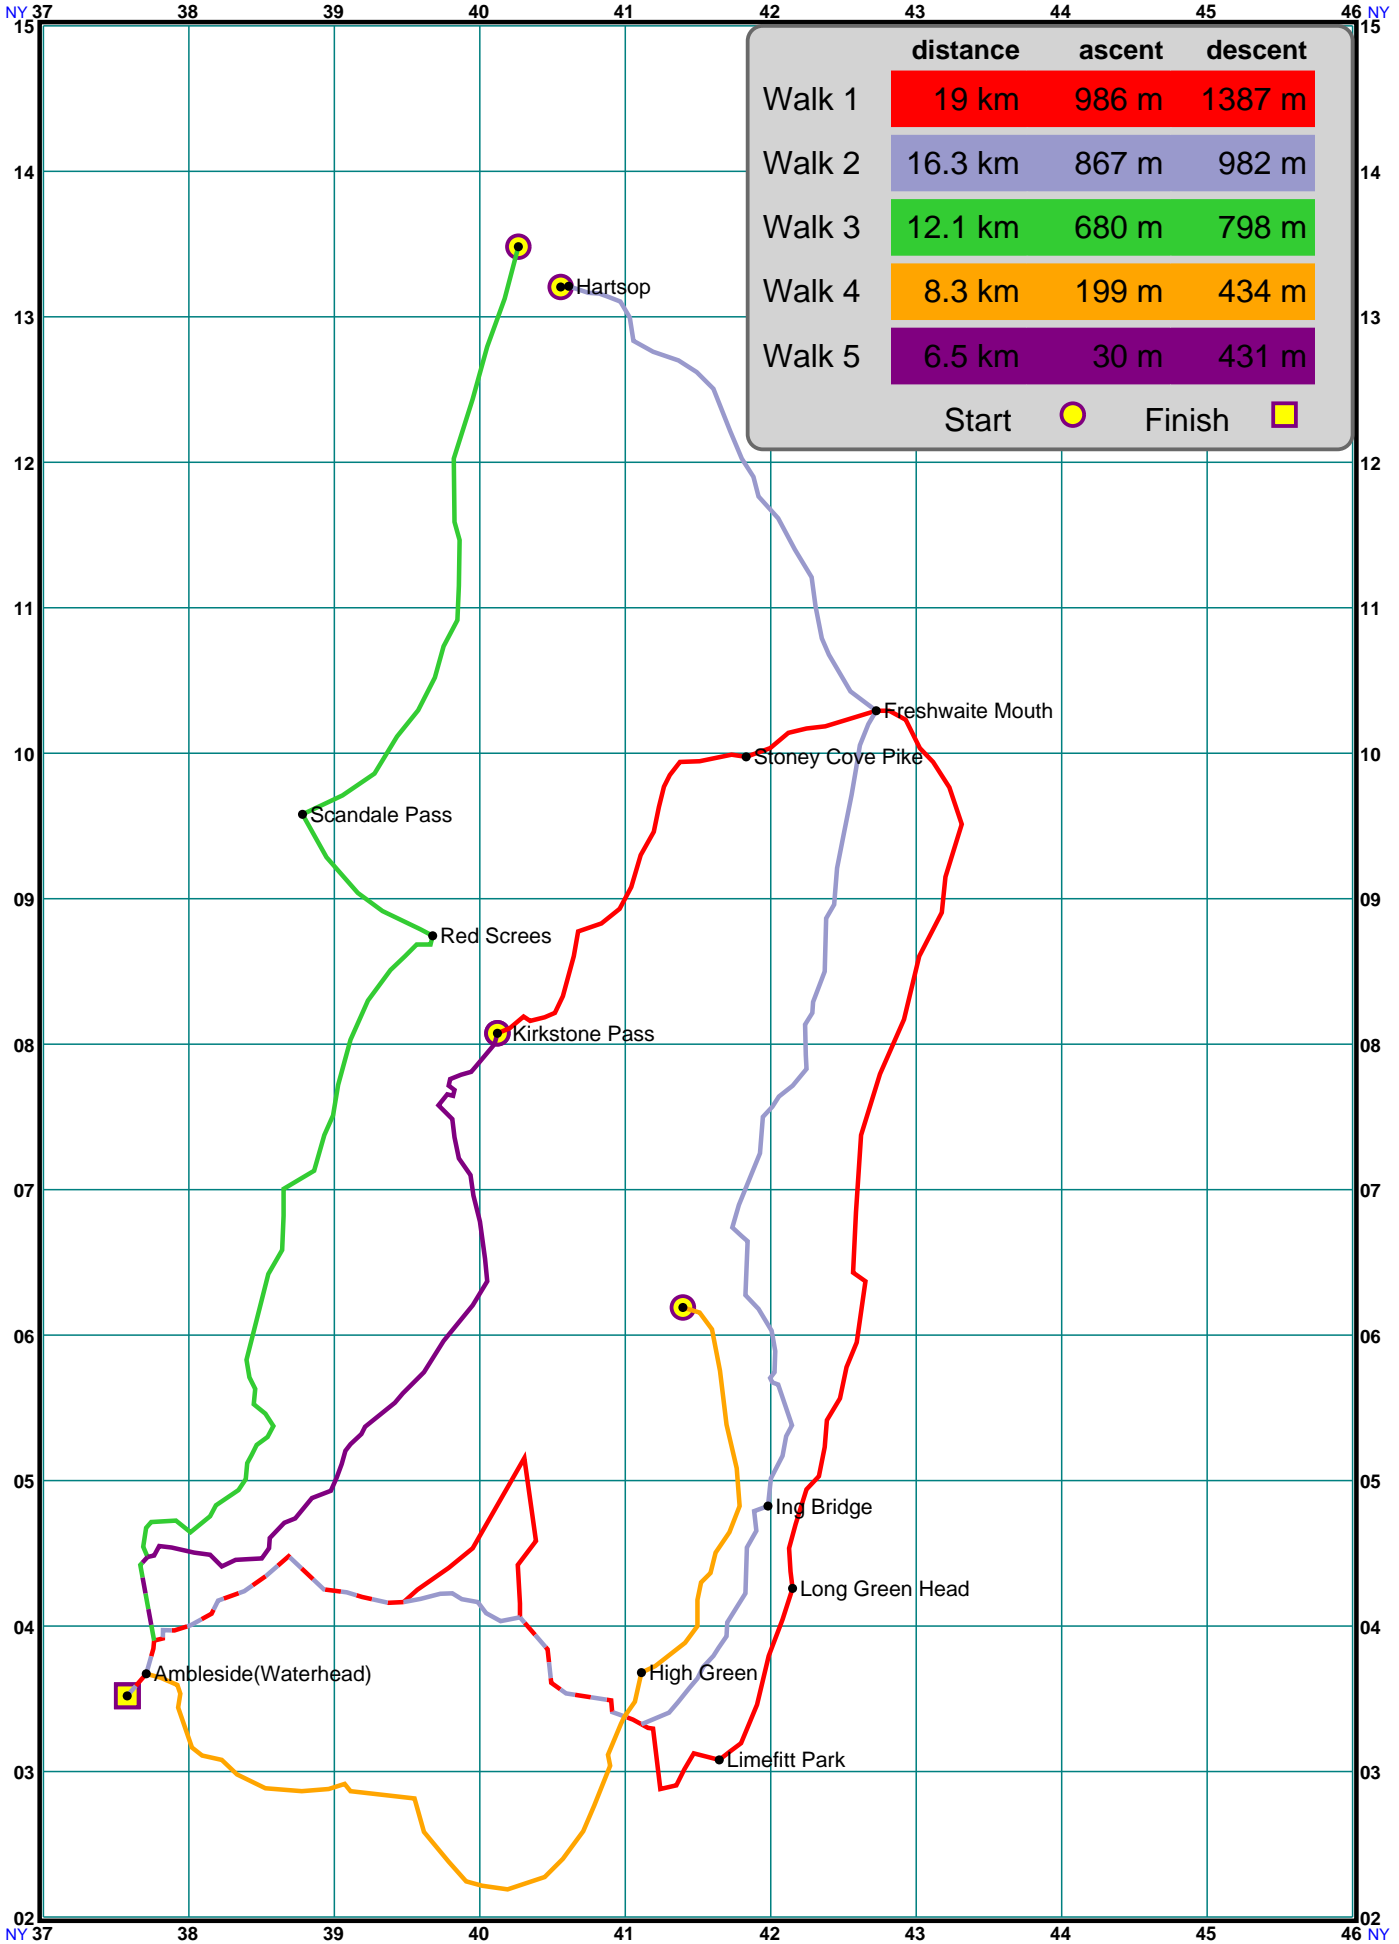 NY 37 38 39 40 41 42 43 44 45 46 NY
15 15
distance ascent descent
Walk 1 19 km 986 m 1387 m
Walk 2 16.3 km 867 m 982 m
14 14
Walk 3 12.1 km 680 m 798 m
Hartsop
Walk 4 8.3 km 199 m 434 m
13 13
Walk 5 6.5 km 30 m 431 m
Start Finish
12 12
11 11
Freshwaite Mouth
10 Stoney Cove Pike 10
Scandale Pass
09 09
Red Screes
Kirkstone Pass
08 08
07 07
06 06
05 05
Ing Bridge
Long Green Head
04 04
Ambleside(Waterhead) High Green
Limefitt Park
03 03
02 02
NY 37 38 39 40 41 42 43 44 45 46 NY